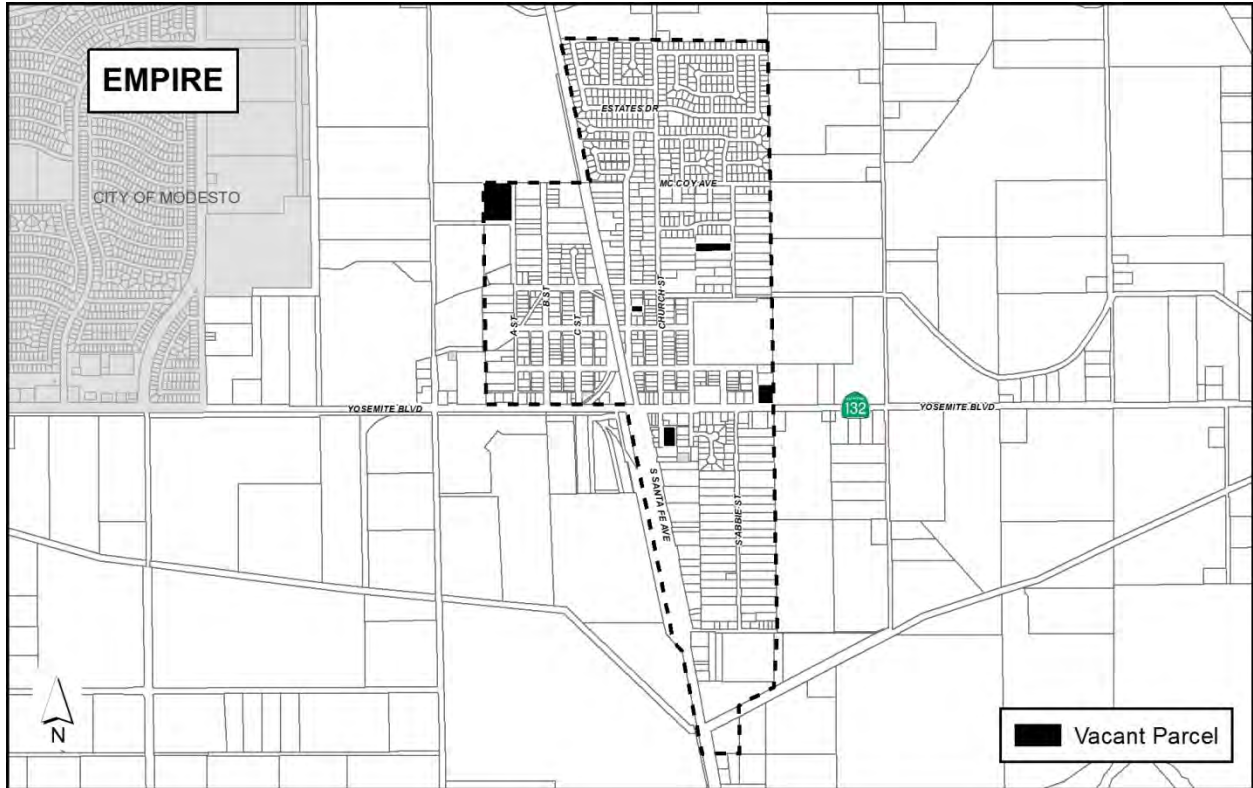 EMPIRE
ESTATES DR
CITY OF MODESTO
MC COY AVE
A ST
B ST
C ST
CHURCH ST
YOSEMITE BLVD
132
YOSEMITE BLVD
S SANTA FE AVE
S ABBIE ST
N
Vacant Parcel